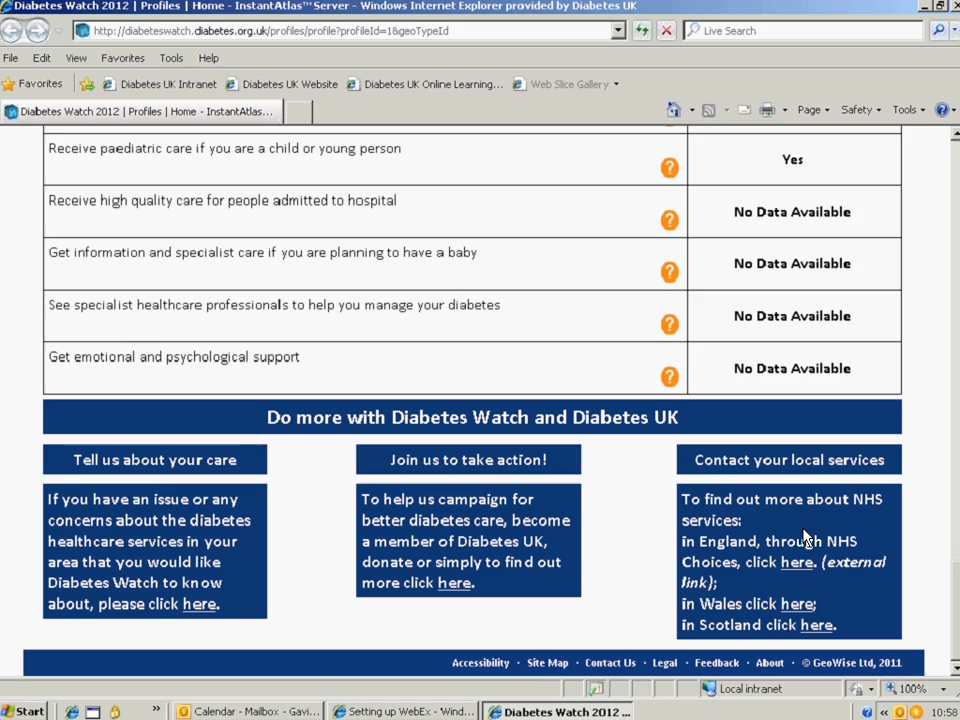 Diabetes Watch 2012 | Profiles | Home - InstantAtlas™ Server - Windows Internet Explorer provided by Diabetes UK
http://diabeteswatch.diabetes.org.uk/profiles/profile?profileId=1&geoTypeId
Live Search
File Edit View Favorites Tools Help
Favorites Diabetes UK Intranet Diabetes UK Website Diabetes UK Online Learning... Web Slice Gallery
Diabetes Watch 2012 | Profiles | Home - InstantAtlas... Page Safety Tools
Receive paediatric care if you are a child or young person ? Yes
Receive high quality care for people admitted to hospital ? No Data Available
Get information and specialist care if you are planning to have a baby ? No Data Available
See specialist healthcare professionals to help you manage your diabetes ? No Data Available
Get emotional and psychological support ? No Data Available
Do more with Diabetes Watch and Diabetes UK
Tell us about your care
If you have an issue or any
concerns about the diabetes
healthcare services in your
area that you would like
Diabetes Watch to know
about, please click here.
Join us to take action!
To help us campaign for
better diabetes care, become
a member of Diabetes UK,
donate or simply to find out
more click here.
Contact your local services
To find out more about NHS
services:
in England, through NHS
Choices, click here. (external
link);
in Wales click here;
in Scotland click here.
Accessibility · Site Map · Contact Us · Legal · Feedback · About · © GeoWise Ltd, 2011
Local intranet 100%
Start » Calendar - Mailbox - Gavi... Setting up WebEx - Wind... Diabetes Watch 2012 ... « 10:58